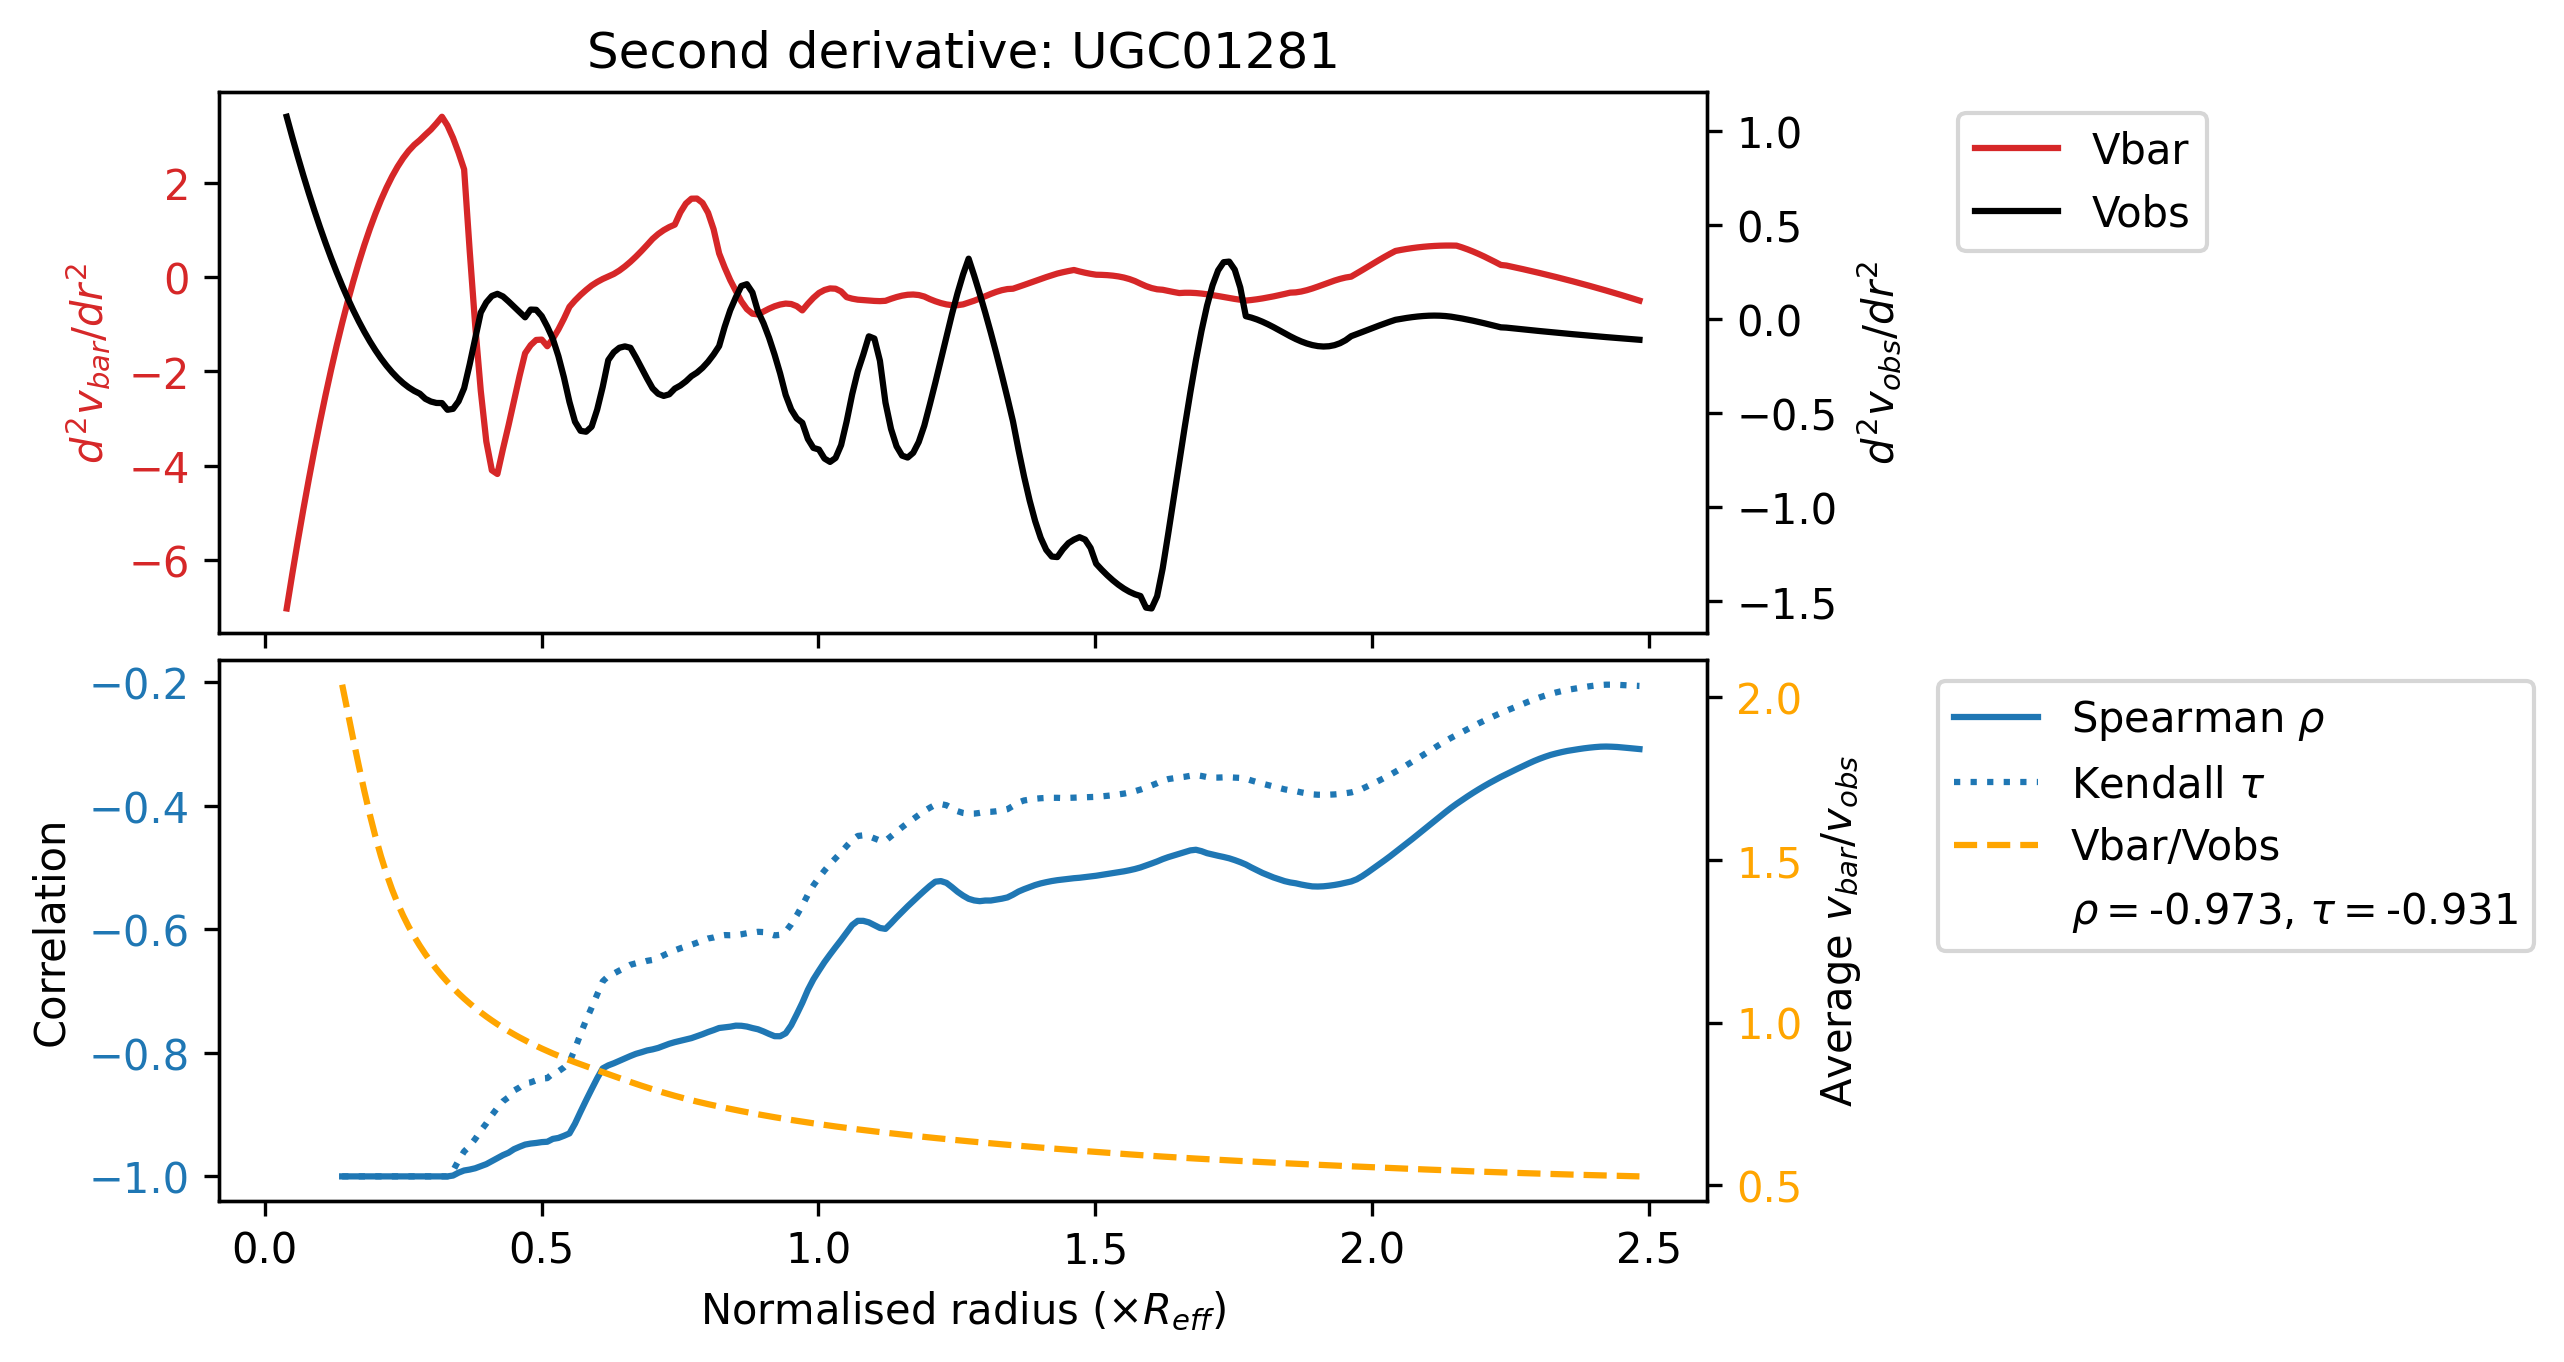 Second derivative: UGC01281
d²v_bar/dr²
2
0
−2
−4
−6
1.0
0.5
0.0
−0.5
−1.0
−1.5
d²v_obs/dr²
Vbar
Vobs
Correlation
−0.2
−0.4
−0.6
−0.8
−1.0
2.0
1.5
1.0
0.5
Average v_bar/v_obs
Spearman ρ
Kendall τ
Vbar/Vobs
ρ = -0.973, τ = -0.931
0.0 0.5 1.0 1.5 2.0 2.5
Normalised radius (×R_eff)